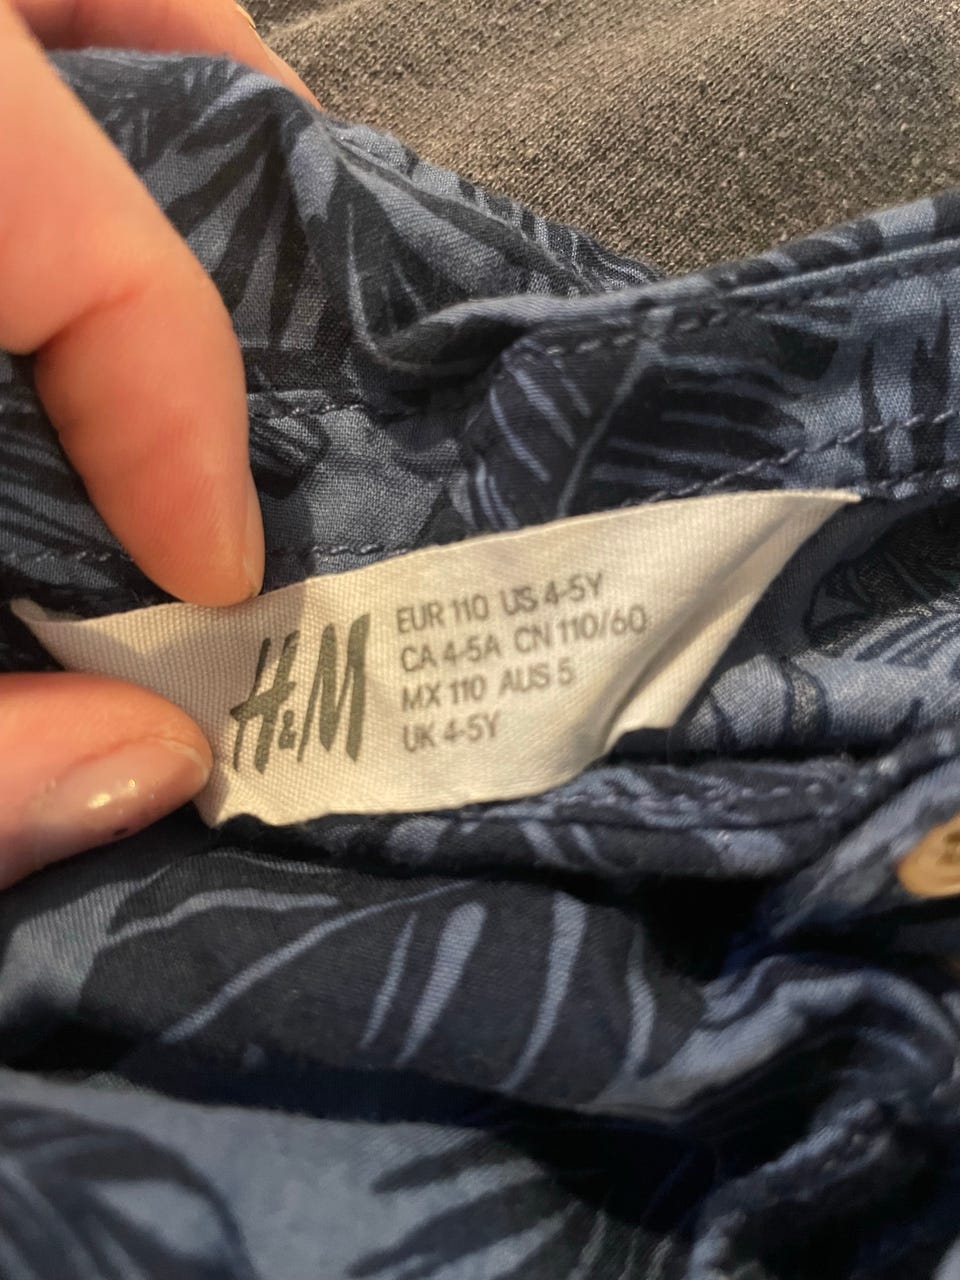 H&M
EUR 110 US 4-5Y
CA 4-5A CN 110/60
MX 110 AUS 5
UK 4-5Y